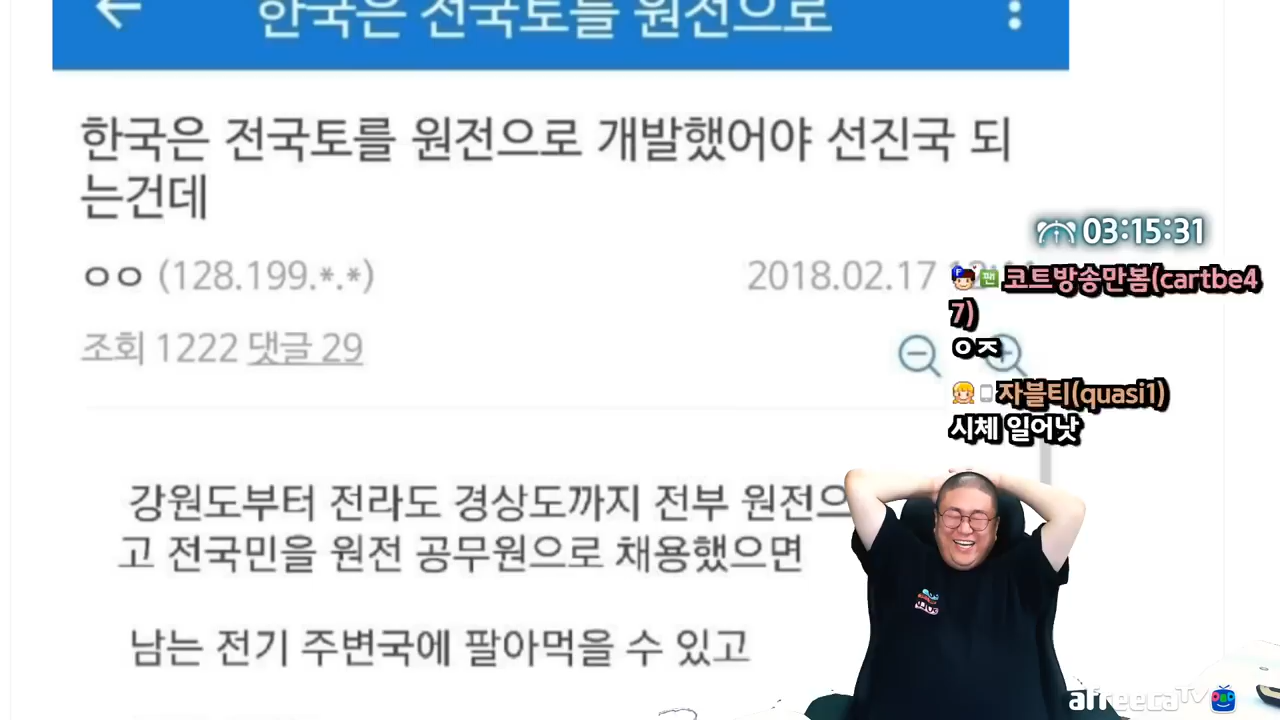 한국은 전국토를 원전으로
한국은 전국토를 원전으로 개발했어야 선진국 되
는건데
ㅇㅇ (128.199.*.*)
2018.02.17
조회 1222 댓글 29
03:15:31
코트방송만봄(cartbe4
7)
ㅇㅈ
자블티(quasi1)
시체 일어낫
강원도부터 전라도 경상도까지 전부 원전으
고 전국민을 원전 공무원으로 채용했으면
남는 전기 주변국에 팔아먹을 수 있고
afreecaTV